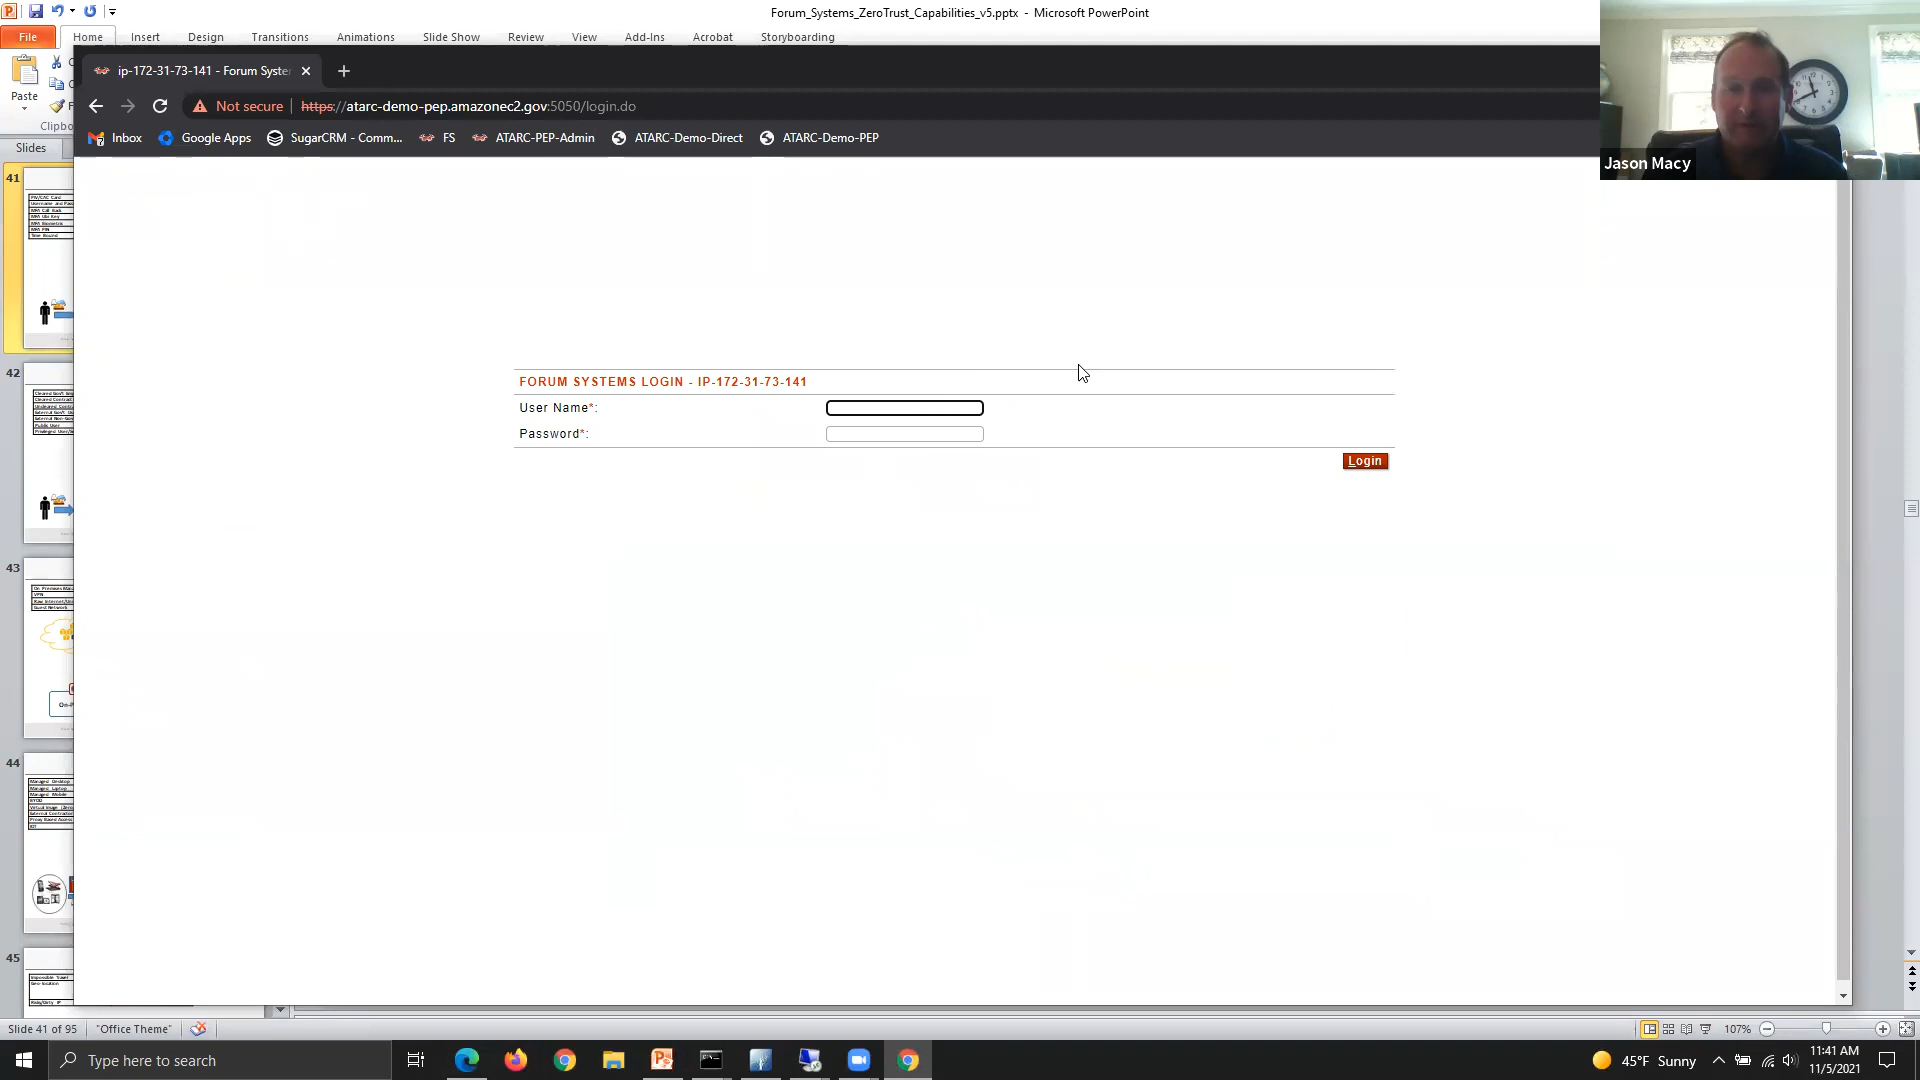 Forum_Systems_ZeroTrust_Capabilities_v5.pptx - Microsoft PowerPoint
File Home Insert Design Transitions Animations Slide Show Review View Add-Ins Acrobat Storyboarding
ip-172-31-73-141 - Forum Syste
Paste
Not secure https://atarc-demo-pep.amazonec2.gov:5050/login.do
Clipbo
Inbox Google Apps SugarCRM - Comm... FS ATARC-PEP-Admin ATARC-Demo-Direct ATARC-Demo-PEP
Slides
Jason Macy
41
42
43
44
45
FORUM SYSTEMS LOGIN - IP-172-31-73-141
User Name*:
Password*:
Login
Slide 41 of 95 "Office Theme" 107%
Type here to search
45°F Sunny
11:41 AM
11/5/2021